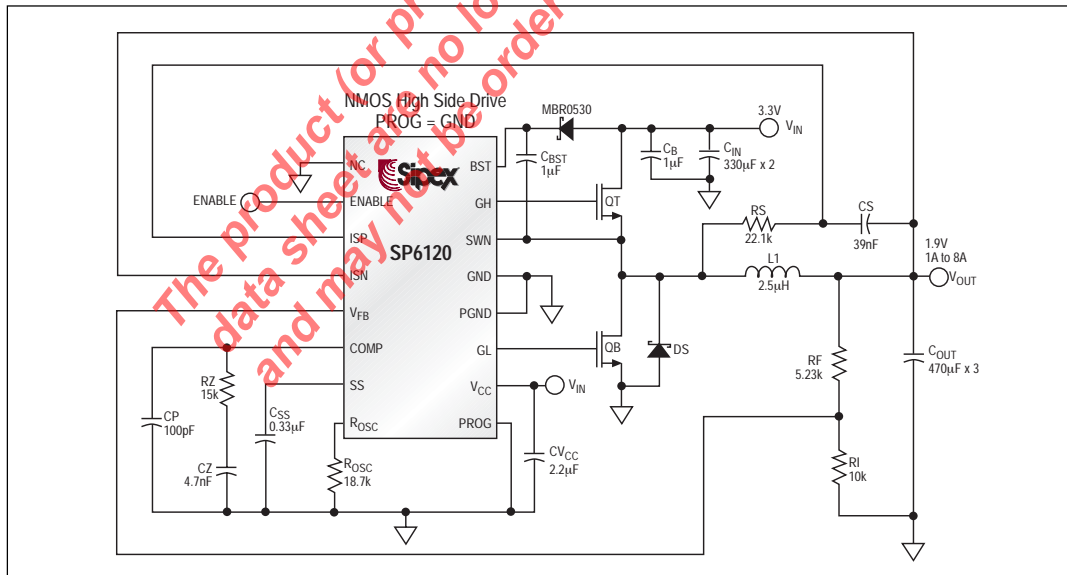 The product (or pr
data sheet are no lo
and may not be order
NMOS High Side Drive
PROG = GND
Sipex
SP6120
NC
ENABLE
ENABLE
ISP
ISN
VFB
COMP
SS
ROSC
BST
GH
SWN
GND
PGND
GL
VCC
PROG
MBR0530
3.3V
VIN
CBST
1µF
CB
1µF
CIN
330µF x 2
QT
RS
22.1k
CS
39nF
1.9V
1A to 8A
VOUT
L1
2.5µH
QB
DS
RF
5.23k
COUT
470µF x 3
RI
10k
VIN
CVCC
2.2µF
RZ
15k
CP
100pF
CZ
4.7nF
CSS
0.33µF
ROSC
18.7k